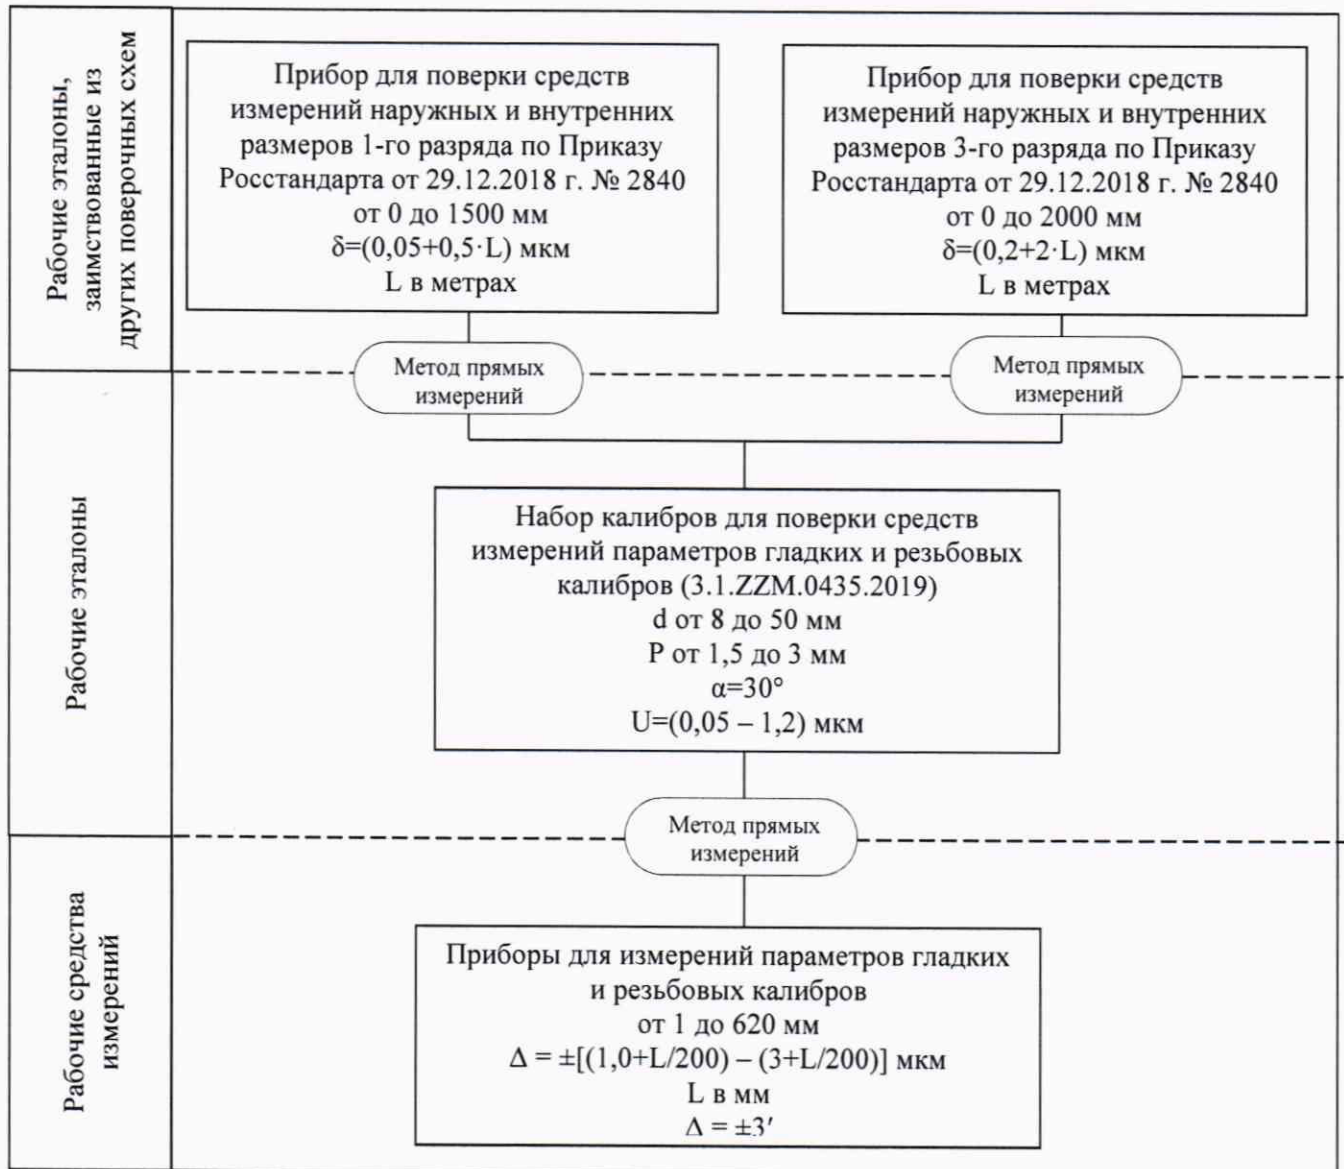 Рабочие эталоны,
заимствованные из
других поверочных схем
Прибор для поверки средств
измерений наружных и внутренних
размеров 1-го разряда по Приказу
Росстандарта от 29.12.2018 г. № 2840
от 0 до 1500 мм
δ=(0,05+0,5·L) мкм
L в метрах
Прибор для поверки средств
измерений наружных и внутренних
размеров 3-го разряда по Приказу
Росстандарта от 29.12.2018 г. № 2840
от 0 до 2000 мм
δ=(0,2+2·L) мкм
L в метрах
Метод прямых
измерений
Метод прямых
измерений
Рабочие эталоны
Набор калибров для поверки средств
измерений параметров гладких и резьбовых
калибров (3.1.ZZM.0435.2019)
d от 8 до 50 мм
P от 1,5 до 3 мм
α=30°
U=(0,05 – 1,2) мкм
Метод прямых
измерений
Рабочие средства
измерений
Приборы для измерений параметров гладких
и резьбовых калибров
от 1 до 620 мм
Δ = ±[(1,0+L/200) – (3+L/200)] мкм
L в мм
Δ = ±3′